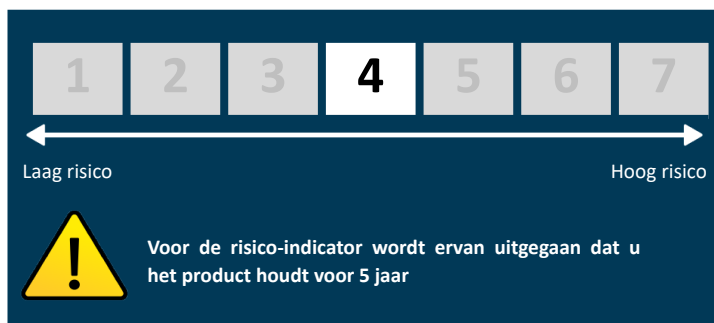 1 2 3 4 5 6 7
Laag risico Hoog risico
!
Voor de risico-indicator wordt ervan uitgegaan dat u
het product houdt voor 5 jaar